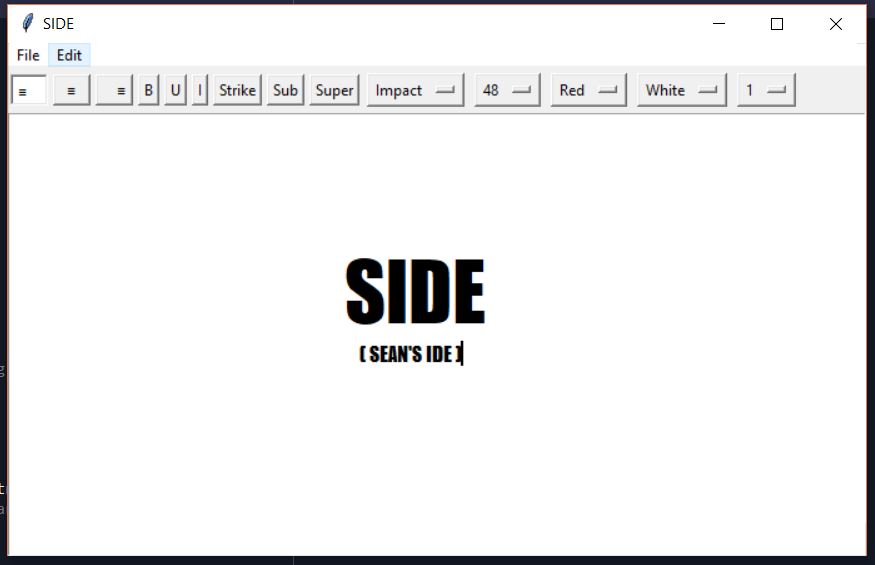 SIDE
File Edit
B U I Strike Sub Super Impact 48 Red White 1
SIDE
( SEAN'S IDE )